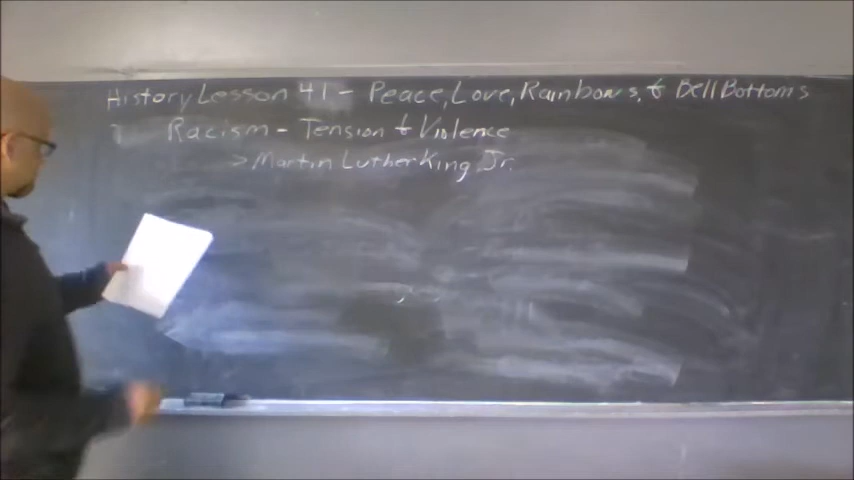 History Lesson 41 - Peace, Love, Rainbows, & Bell Bottoms
Racism - Tension & Violence
> Martin Luther King, Jr.